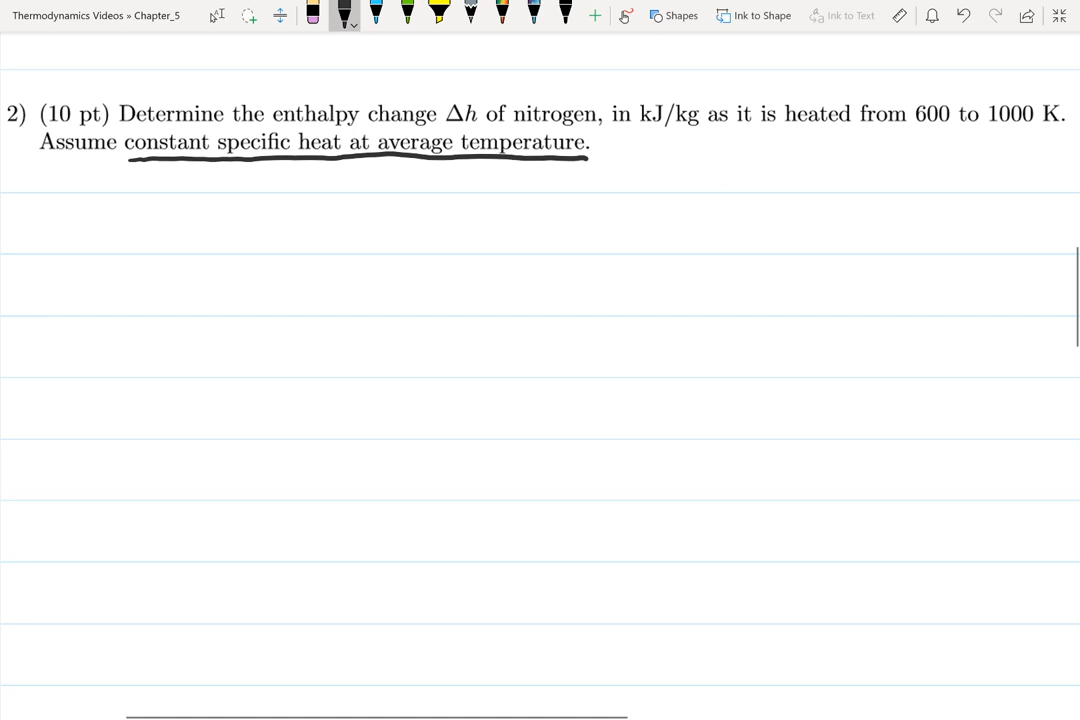 Thermodynamics Videos » Chapter_5 Shapes Ink to Shape Ink to Text
2) (10 pt) Determine the enthalpy change Δh of nitrogen, in kJ/kg as it is heated from 600 to 1000 K.
Assume constant specific heat at average temperature.